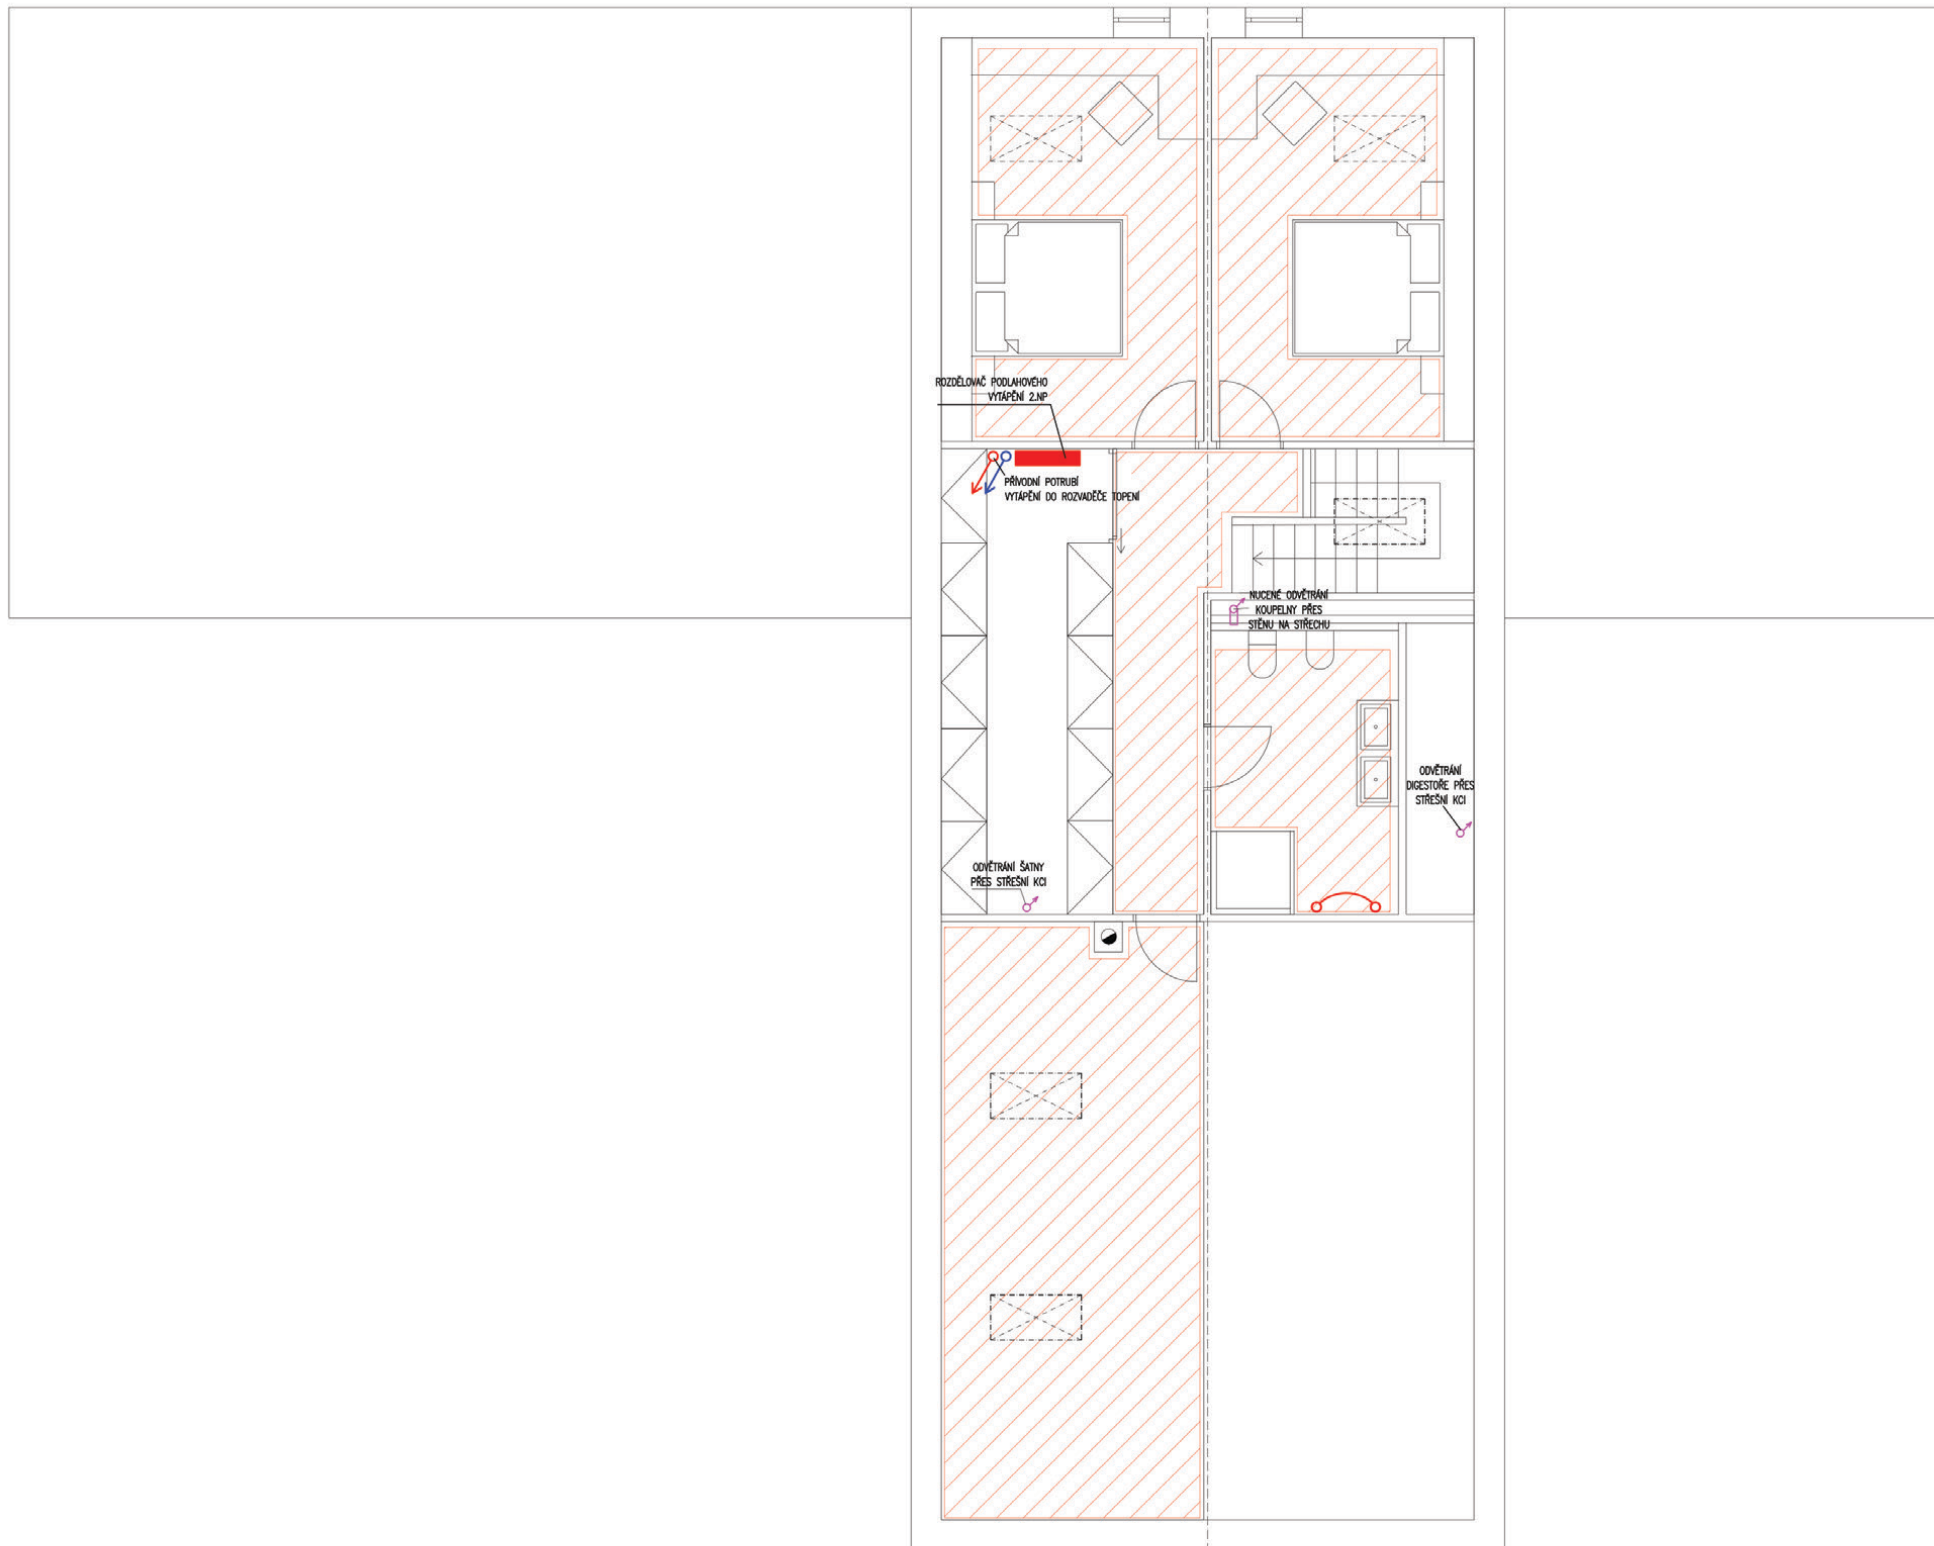 ROZDĚLOVAČ PODLAHOVÉHO
VYTÁPĚNÍ 2.NP
PŘÍVODNÍ POTRUBÍ
VYTÁPĚNÍ DO ROZVADĚČE TOPENÍ
NUCENÉ ODVĚTRÁNÍ
KOUPELNY PŘES
STĚNU NA STŘECHU
ODVĚTRÁNÍ
DIGESTOŘE PŘES
STŘEŠNÍ KCI
ODVĚTRÁNÍ ŠATNY
PŘES STŘEŠNÍ KCI